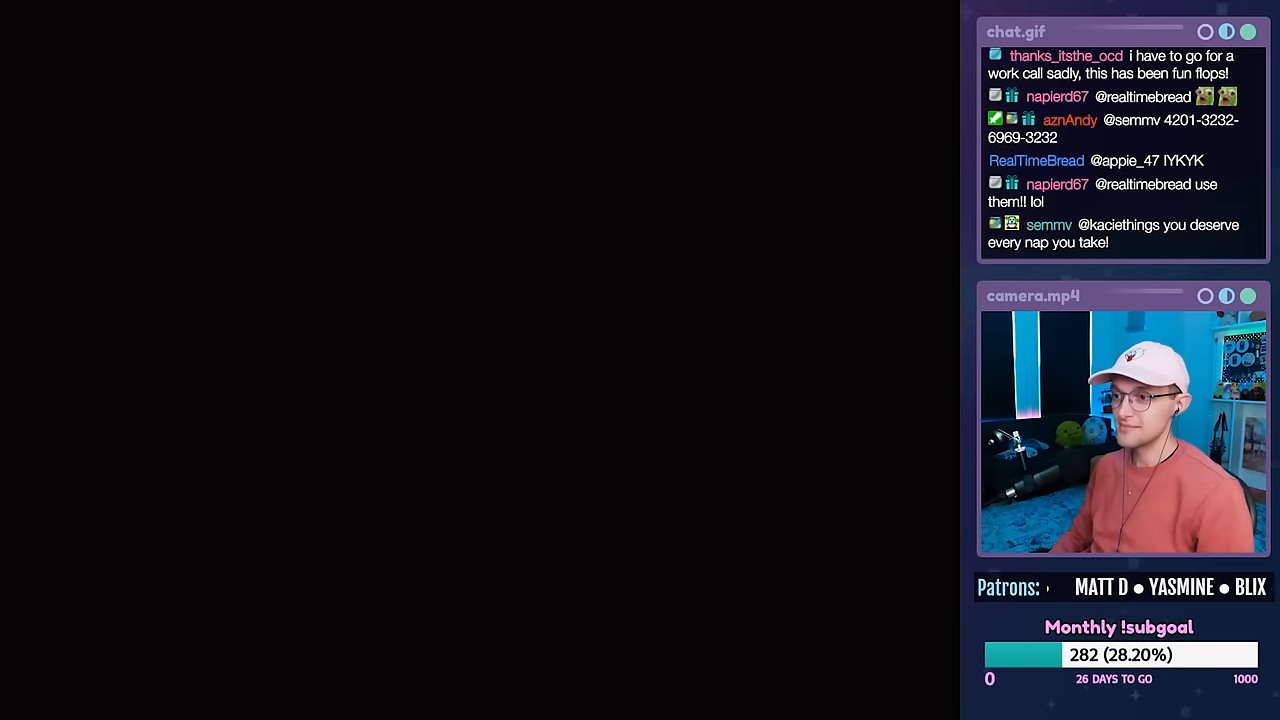 chat.gif
thanks_itsthe_ocd i have to go for a
work call sadly, this has been fun flops!
napierd67 @realtimebread
aznAndy @semmv 4201-3232-
6969-3232
RealTimeBread @appie_47 IYKYK
napierd67 @realtimebread use
them!! lol
semmv @kaciethings you deserve
every nap you take!
camera.mp4
Patrons: MATT D ● YASMINE ● BLIX
Monthly !subgoal
282 (28.20%)
0 26 DAYS TO GO 1000